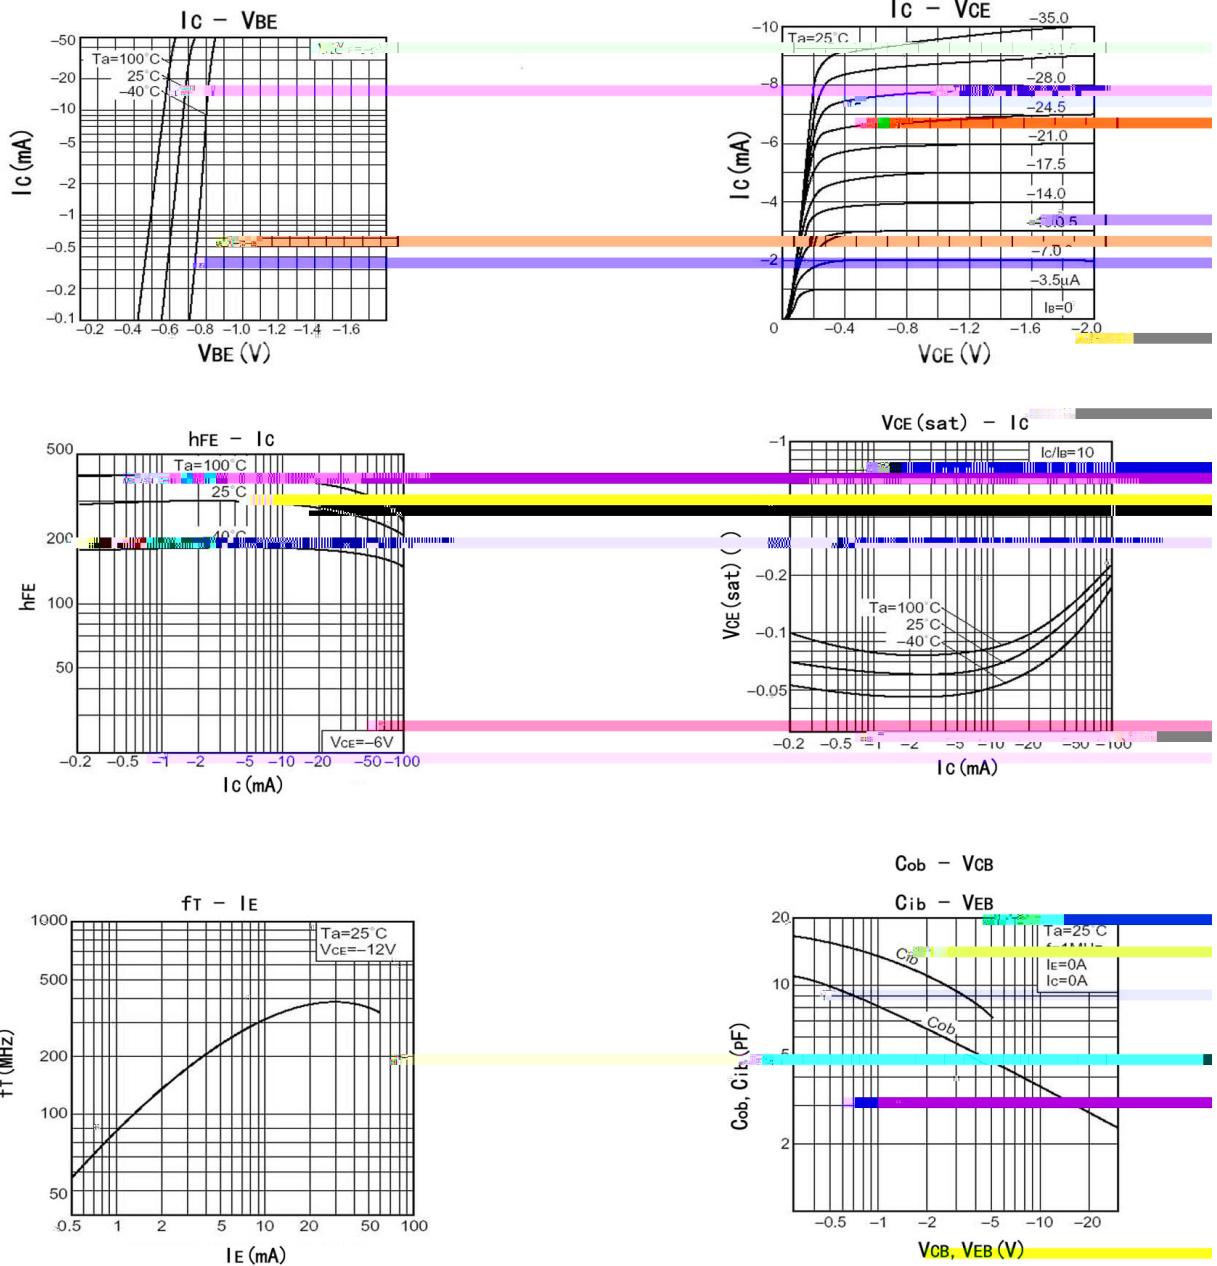 IC - VBE
-50
-20
-10
-5
-2
-1
-0.5
-0.2
-0.1
IC (mA)
Ta=100°C
25°C
-40°C
-0.2 -0.4 -0.6 -0.8 -1.0 -1.2 -1.4 -1.6
VBE (V)
IC - VCE
-10
-8
-6
-4
-2
0
IC (mA)
Ta=25°C
-35.0
-28.0
-24.5
-21.0
-17.5
-14.0
-7.0
-3.5μA
IB=0
-0.4 -0.8 -1.2 -1.6 -2.0
VCE (V)
hFE - IC
500
200
100
50
hFE
Ta=100°C
25°C
-40°C
VCE=-6V
-0.2 -0.5 -1 -2 -5 -10 -20 -50 -100
IC (mA)
VCE (sat) - IC
-1
-0.2
-0.1
-0.05
VCE (sat)
IC/IB=10
Ta=100°C
25°C
-40°C
-0.2 -0.5 -1 -2 -5 -10 -20 -50 -100
IC (mA)
fT - IE
1000
500
200
100
50
fT (MHz)
Ta=25°C
VCE=-12V
0.5 1 2 5 10 20 50 100
IE (mA)
Cob - VCB
Cib - VEB
20
10
5
2
Cob, Cib (PF)
Ta=25°C
f=1MHz
IE=0A
IC=0A
Cib
Cob
-0.5 -1 -2 -5 -10 -20
VCB, VEB (V)